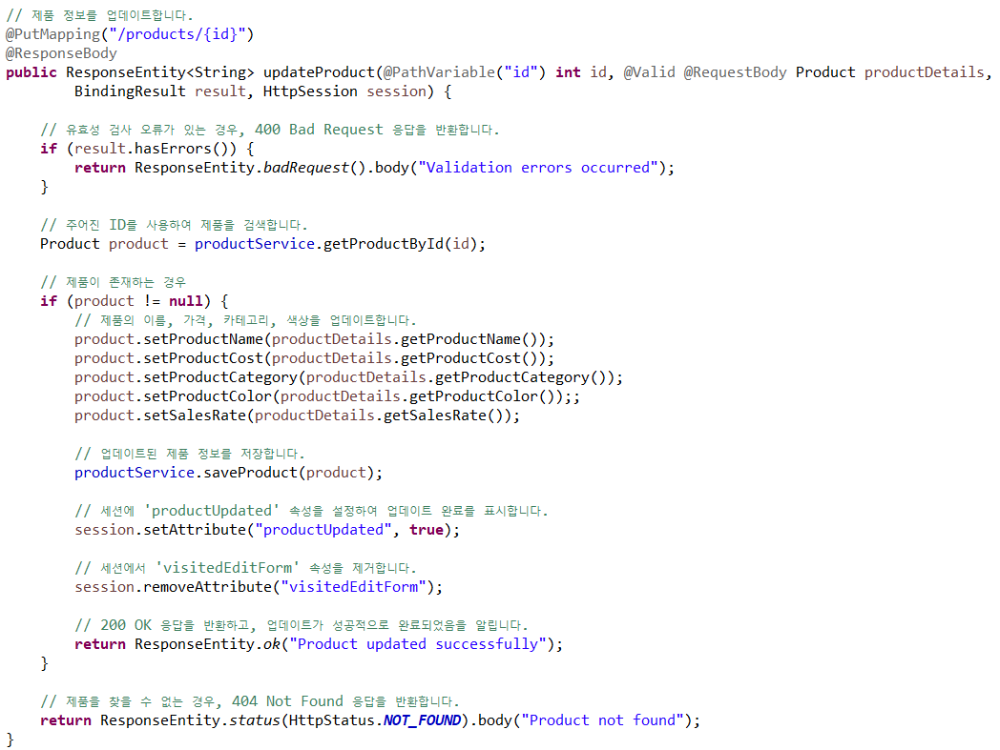 // 제품 정보를 업데이트합니다.
@PutMapping("/products/{id}")
@ResponseBody
public ResponseEntity<String> updateProduct(@PathVariable("id") int id, @Valid @RequestBody Product productDetails,
        BindingResult result, HttpSession session) {

    // 유효성 검사 오류가 있는 경우, 400 Bad Request 응답을 반환합니다.
    if (result.hasErrors()) {
        return ResponseEntity.badRequest().body("Validation errors occurred");
    }

    // 주어진 ID를 사용하여 제품을 검색합니다.
    Product product = productService.getProductById(id);

    // 제품이 존재하는 경우
    if (product != null) {
        // 제품의 이름, 가격, 카테고리, 색상을 업데이트합니다.
        product.setProductName(productDetails.getProductName());
        product.setProductCost(productDetails.getProductCost());
        product.setProductCategory(productDetails.getProductCategory());
        product.setProductColor(productDetails.getProductColor());;
        product.setSalesRate(productDetails.getSalesRate());

        // 업데이트된 제품 정보를 저장합니다.
        productService.saveProduct(product);

        // 세션에 'productUpdated' 속성을 설정하여 업데이트 완료를 표시합니다.
        session.setAttribute("productUpdated", true);

        // 세션에서 'visitedEditForm' 속성을 제거합니다.
        session.removeAttribute("visitedEditForm");

        // 200 OK 응답을 반환하고, 업데이트가 성공적으로 완료되었음을 알립니다.
        return ResponseEntity.ok("Product updated successfully");
    }

    // 제품을 찾을 수 없는 경우, 404 Not Found 응답을 반환합니다.
    return ResponseEntity.status(HttpStatus.NOT_FOUND).body("Product not found");
}